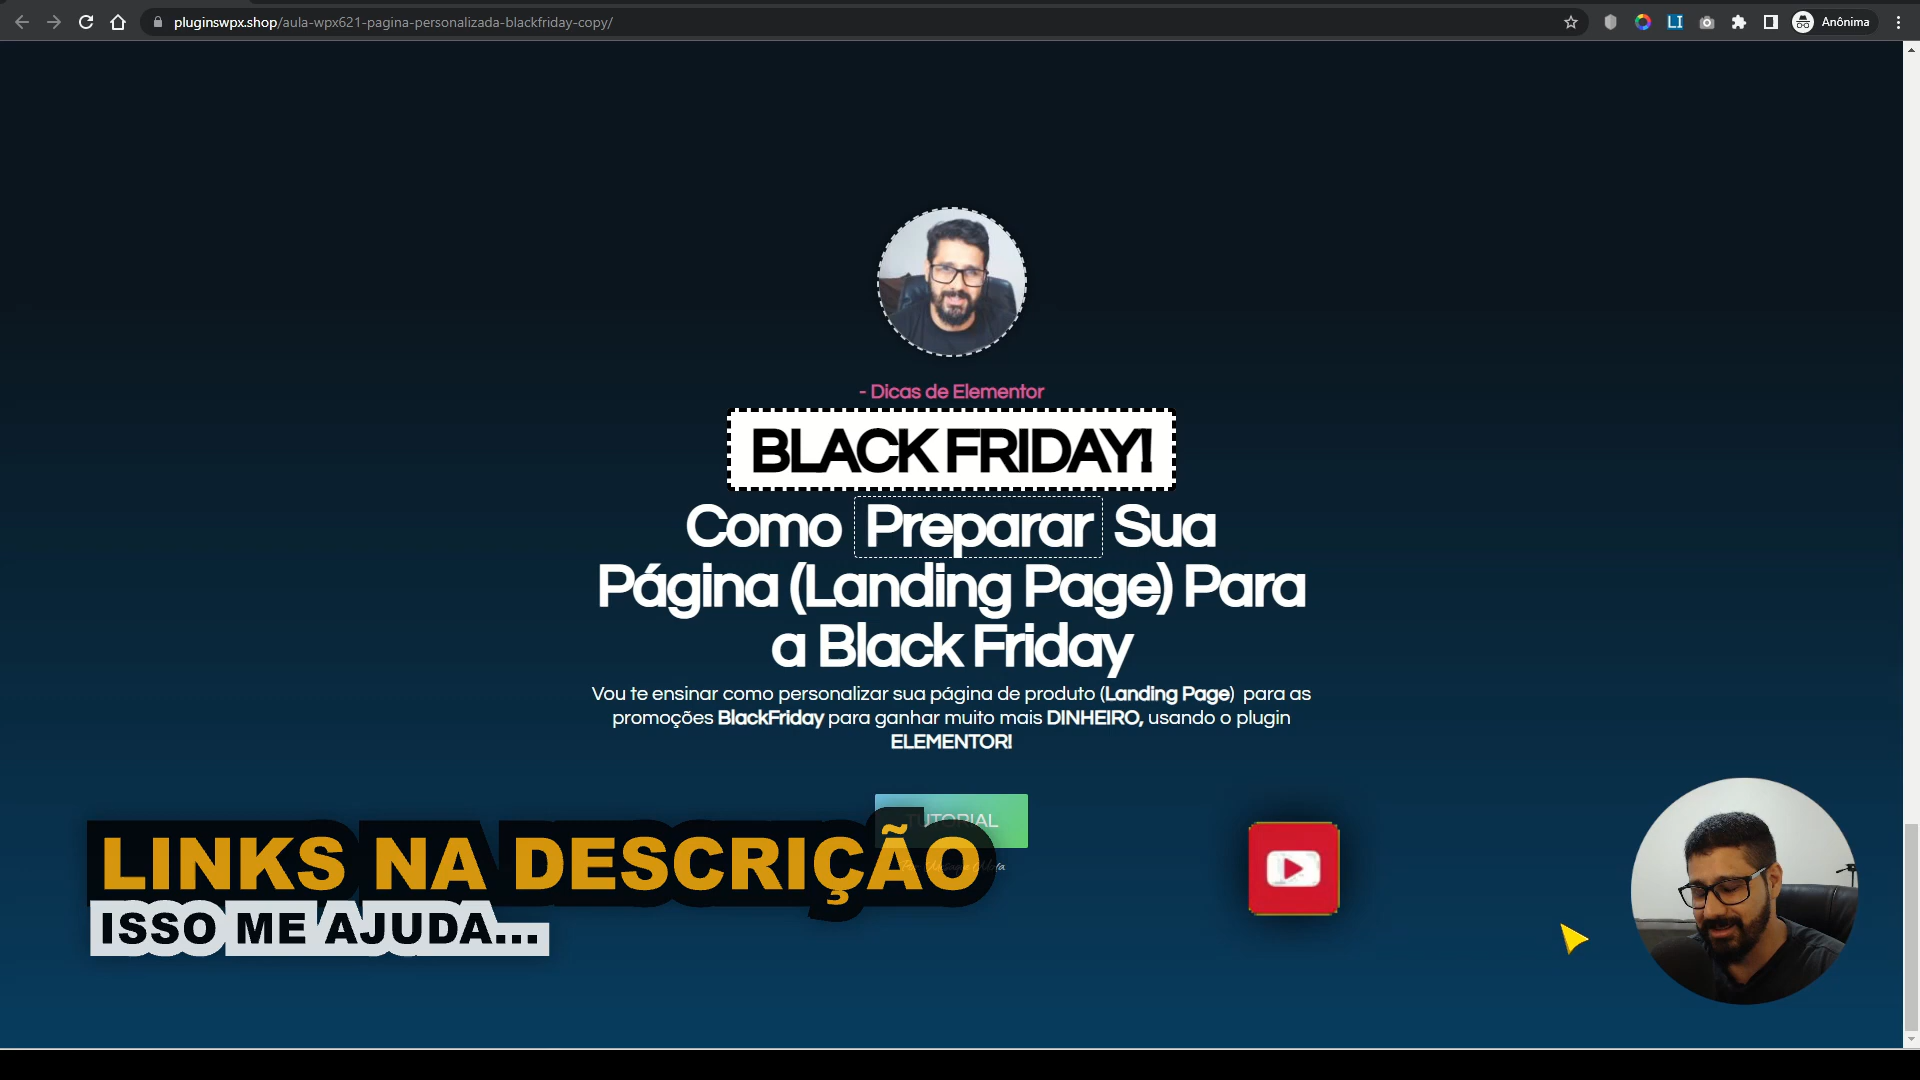 pluginswpx.shop/aula-wpx621-pagina-personalizada-blackfriday-copy/
LI
Anônima
- Dicas de Elementor
BLACK FRIDAY!
Como Preparar Sua
Página (Landing Page) Para
a Black Friday
Vou te ensinar como personalizar sua página de produto (Landing Page) para as
promoções BlackFriday para ganhar muito mais DINHEIRO, usando o plugin
ELEMENTOR!
TUTORIAL
LINKS NA DESCRIÇÃO
ISSO ME AJUDA...